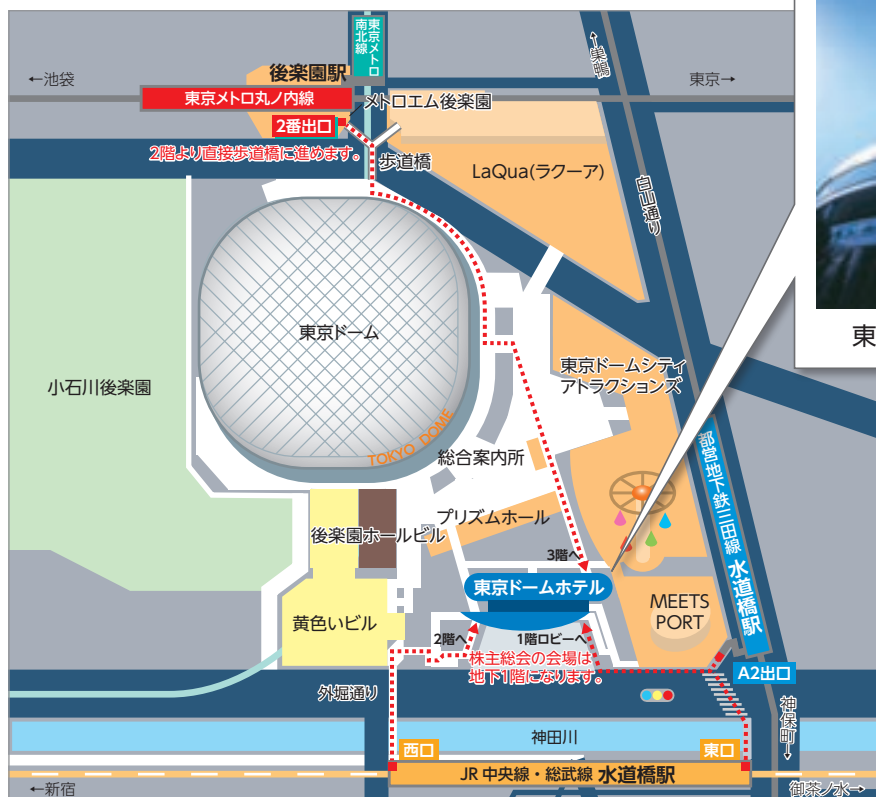 東京メトロ
南北線
←巣鴨
←池袋
後楽園駅
東京→
東京メトロ丸ノ内線
メトロエム後楽園
2番出口
2階より直接歩道橋に進めます。
歩道橋
LaQua(ラクーア)
白山通り
東京ドーム
東
小石川後楽園
東京ドームシティ
アトラクションズ
TOKYO DOME
総合案内所
都営地下鉄三田線 水道橋駅
プリズムホール
後楽園ホールビル
3階へ
東京ドームホテル
MEETS
PORT
黄色いビル
2階へ
1階ロビーへ
株主総会の会場は
地下1階になります。
A2出口
外堀通り
神保町→
神田川
西口
東口
JR 中央線・総武線 水道橋駅
←新宿
御茶ノ水→